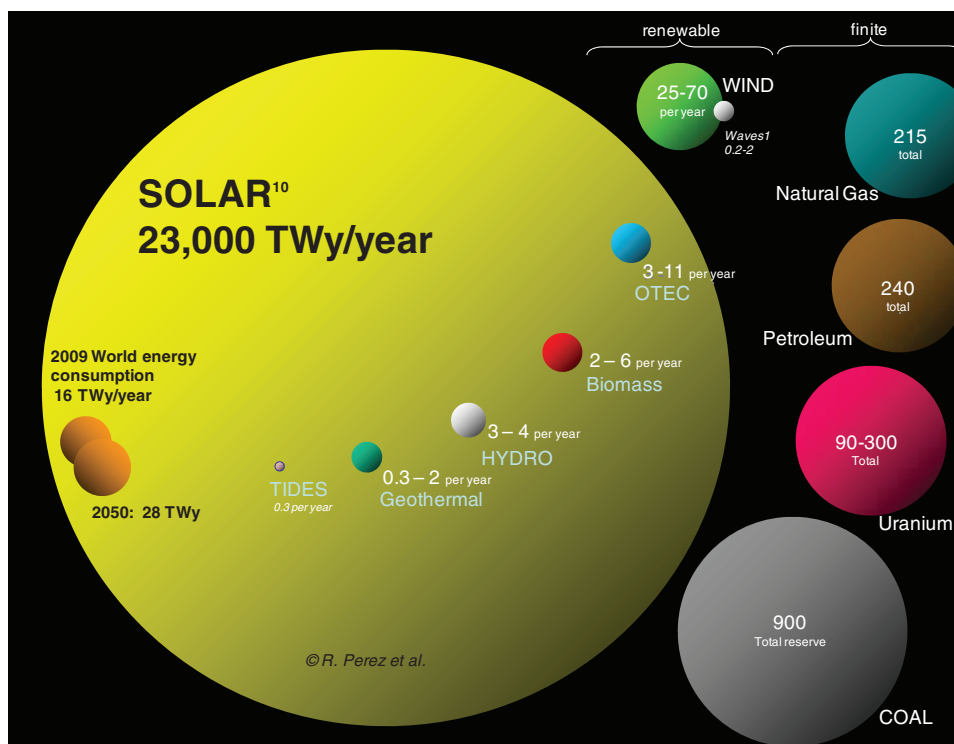 renewable
finite
25-70
per year
WIND
Waves1
0.2-2
215
total
Natural Gas
SOLAR¹⁰
23,000 TWy/year
3 -11 per year
OTEC
240
total
Petroleum
2009 World energy
consumption
16 TWy/year
2 – 6 per year
Biomass
3 – 4 per year
HYDRO
90-300
Total
Uranium
0.3 – 2 per year
Geothermal
TIDES
0.3 per year
2050: 28 TWy
900
Total reserve
COAL
© R. Perez et al.